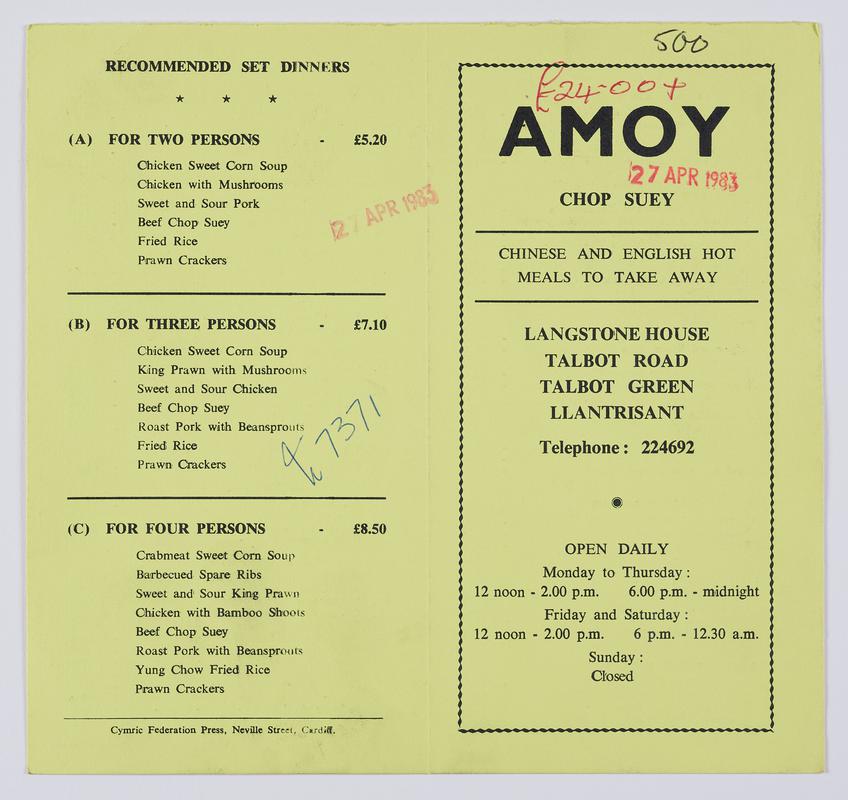 RECOMMENDED SET DINNERS
★ ★ ★
(A) FOR TWO PERSONS - £5.20
Chicken Sweet Corn Soup
Chicken with Mushrooms
Sweet and Sour Pork
Beef Chop Suey
Fried Rice
Prawn Crackers
27 APR 1983
(B) FOR THREE PERSONS - £7.10
Chicken Sweet Corn Soup
King Prawn with Mushrooms
Sweet and Sour Chicken
Beef Chop Suey
Roast Pork with Beansprouts
Fried Rice
Prawn Crackers
7371
(C) FOR FOUR PERSONS - £8.50
Crabmeat Sweet Corn Soup
Barbecued Spare Ribs
Sweet and Sour King Prawn
Chicken with Bamboo Shoots
Beef Chop Suey
Roast Pork with Beansprouts
Yung Chow Fried Rice
Prawn Crackers
Cymric Federation Press, Neville Street, Cardiff.
500
£24-00+
AMOY
27 APR 1983
CHOP SUEY
CHINESE AND ENGLISH HOT
MEALS TO TAKE AWAY
LANGSTONE HOUSE
TALBOT ROAD
TALBOT GREEN
LLANTRISANT
Telephone : 224692
OPEN DAILY
Monday to Thursday :
12 noon - 2.00 p.m. 6.00 p.m. - midnight
Friday and Saturday :
12 noon - 2.00 p.m. 6 p.m. - 12.30 a.m.
Sunday :
Closed